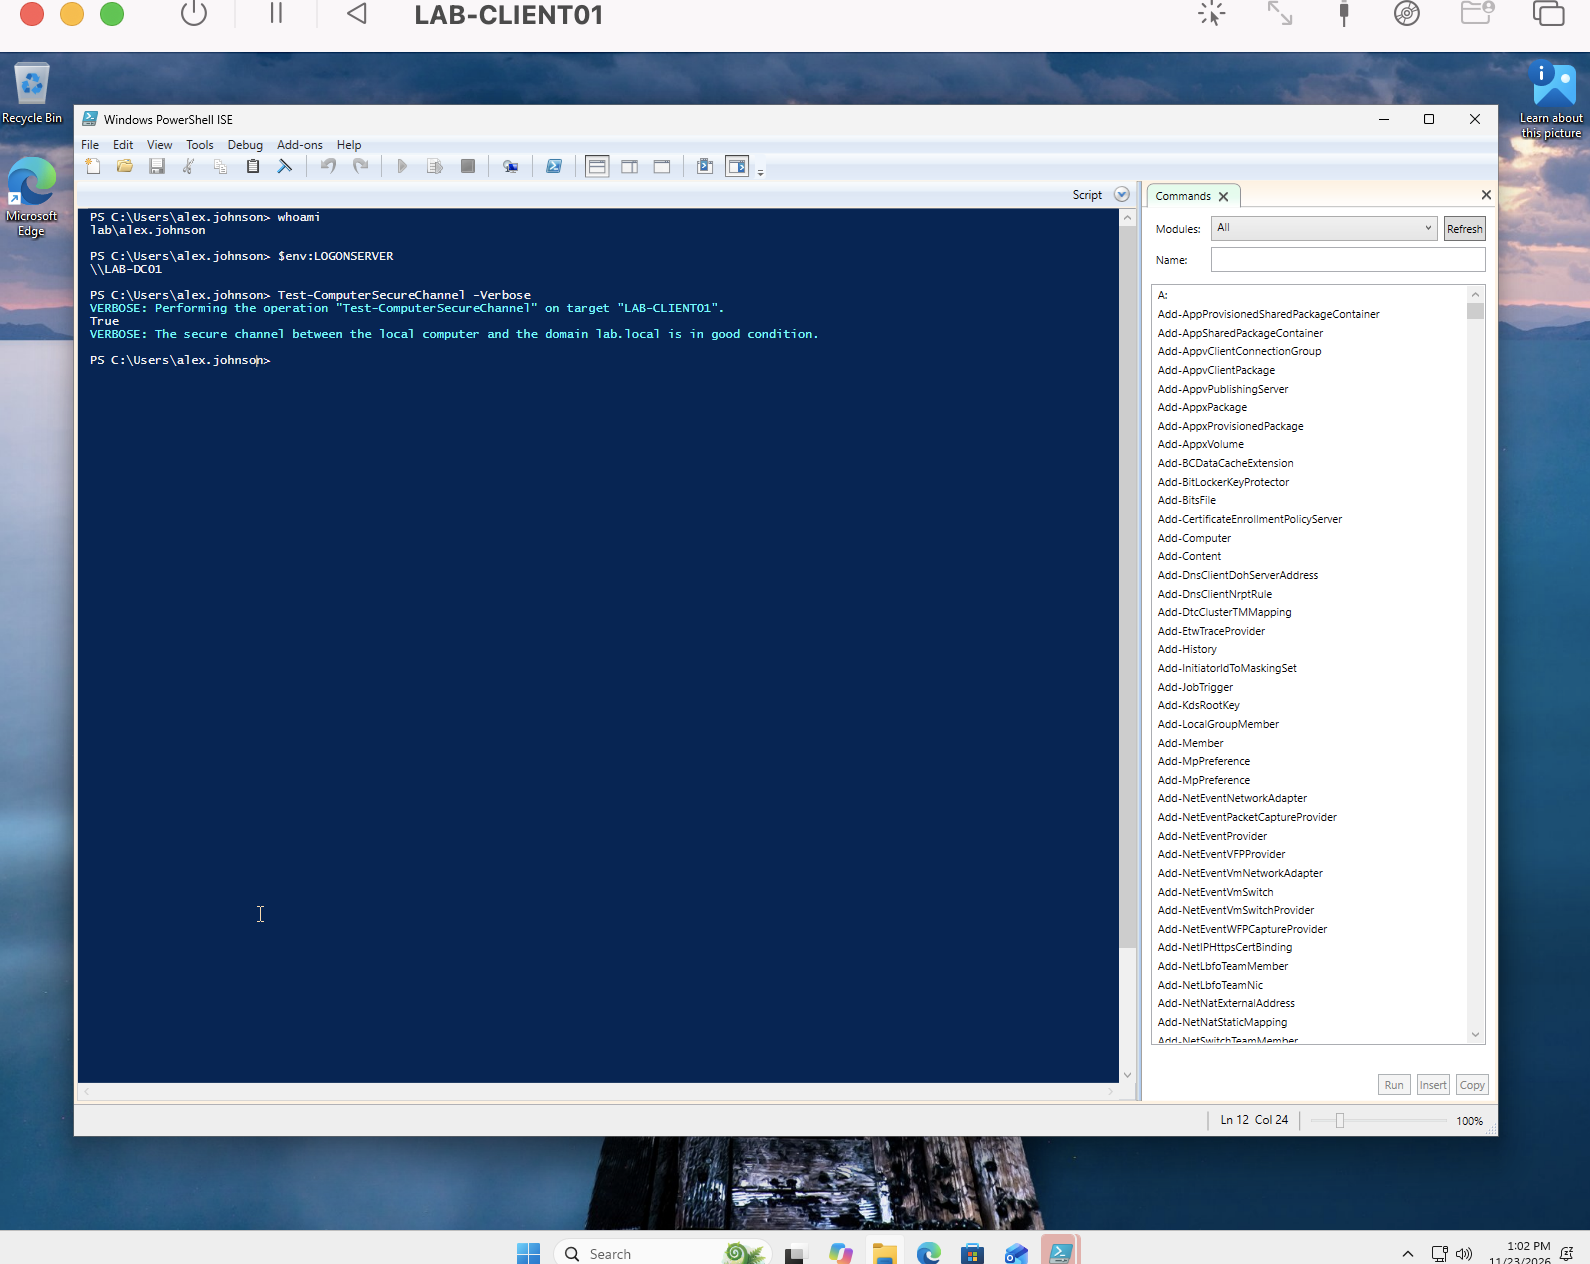 LAB-CLIENT01
Recycle Bin
Microsoft
Edge
Learn about
this picture
Windows PowerShell ISE
File Edit View Tools Debug Add-ons Help
Script
PS C:\Users\alex.johnson> whoami
lab\alex.johnson
PS C:\Users\alex.johnson> $env:LOGONSERVER
\\LAB-DC01
PS C:\Users\alex.johnson> Test-ComputerSecureChannel -Verbose
VERBOSE: Performing the operation "Test-ComputerSecureChannel" on target "LAB-CLIENT01".
True
VERBOSE: The secure channel between the local computer and the domain lab.local is in good condition.
PS C:\Users\alex.johnson>
Commands
Modules: All Refresh
Name:
A:
Add-AppProvisionedSharedPackageContainer
Add-AppSharedPackageContainer
Add-AppvClientConnectionGroup
Add-AppvClientPackage
Add-AppvPublishingServer
Add-AppxPackage
Add-AppxProvisionedPackage
Add-AppxVolume
Add-BCDataCacheExtension
Add-BitLockerKeyProtector
Add-BitsFile
Add-CertificateEnrollmentPolicyServer
Add-Computer
Add-Content
Add-DnsClientDohServerAddress
Add-DnsClientNrptRule
Add-DtcClusterTMMapping
Add-EtwTraceProvider
Add-History
Add-InitiatorIdToMaskingSet
Add-JobTrigger
Add-KdsRootKey
Add-LocalGroupMember
Add-Member
Add-MpPreference
Add-MpPreference
Add-NetEventNetworkAdapter
Add-NetEventPacketCaptureProvider
Add-NetEventProvider
Add-NetEventVFPProvider
Add-NetEventVmNetworkAdapter
Add-NetEventVmSwitch
Add-NetEventVmSwitchProvider
Add-NetEventWFPCaptureProvider
Add-NetIPHttpsCertBinding
Add-NetLbfoTeamMember
Add-NetLbfoTeamNic
Add-NetNatExternalAddress
Add-NetNatStaticMapping
Add-NetSwitchTeamMember
Run Insert Copy
Ln 12 Col 24
100%
Search
1:02 PM
11/23/2026